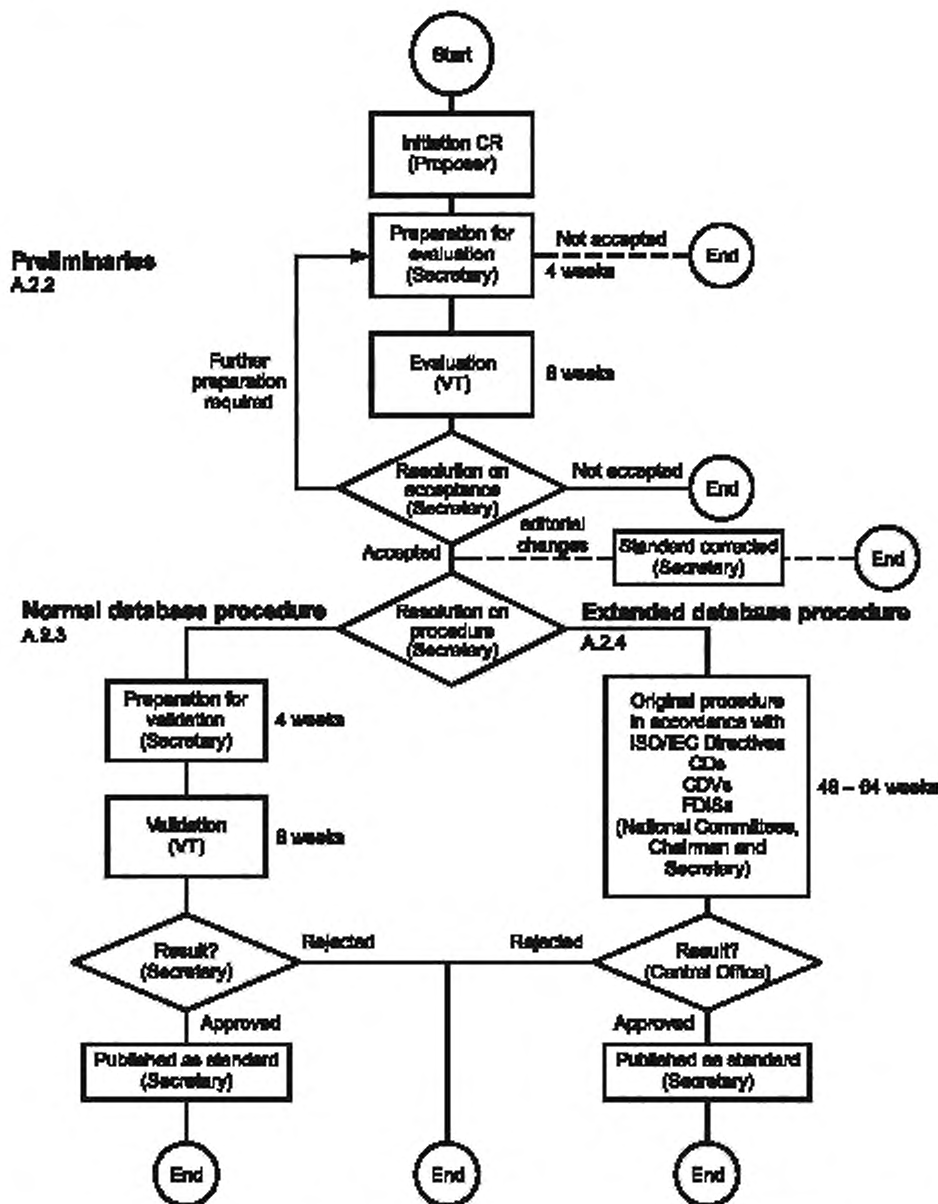 Start
Initiation CR
(Proposer)
Preliminaries
A.2.2
Preparation for
evaluation
(Secretary)
Not accepted
4 weeks
End
Further
preparation
required
Evaluation
(VT)
8 weeks
Resolution on
acceptance
(Secretary)
Not accepted
End
Accepted
editorial
changes
Standard corrected
(Secretary)
End
Normal database procedure
A.2.3
Resolution on
procedure
(Secretary)
Extended database procedure
A.2.4
Preparation for
validation
(Secretary)
4 weeks
Validation
(VT)
8 weeks
Original procedure
in accordance with
ISO/IEC Directives
CDs
CDVs
FDISs
(National Committees,
Chairman and
Secretary)
weeks
Result?
(Secretary)
Rejected
Rejected
Result?
(Central Office)
Approved
Approved
Published as standard
(Secretary)
Published as standard
(Secretary)
End
End
End